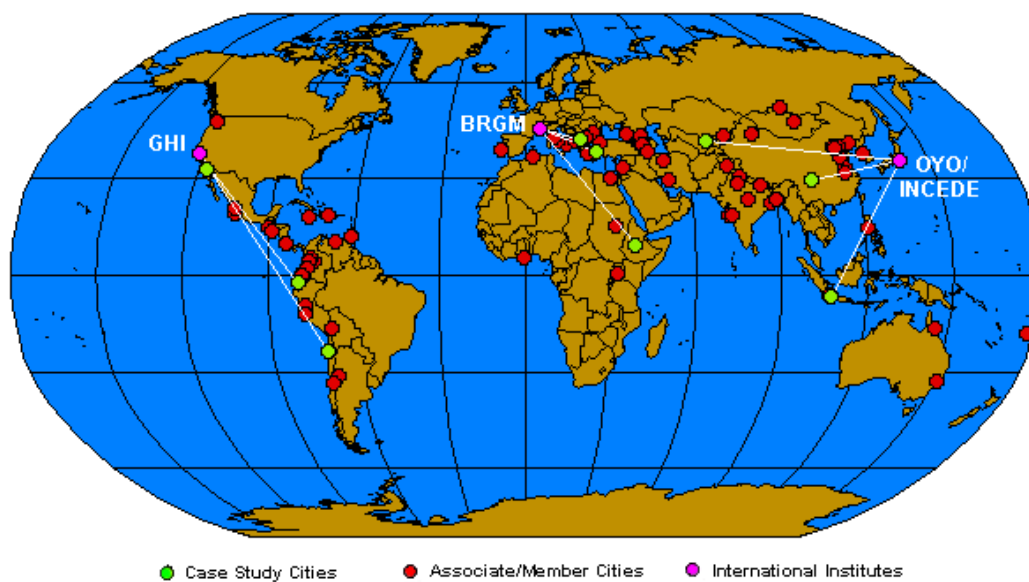 GHI
BRGM
OYO/
INCEDE
Case Study Cities
Associate/Member Cities
International Institutes